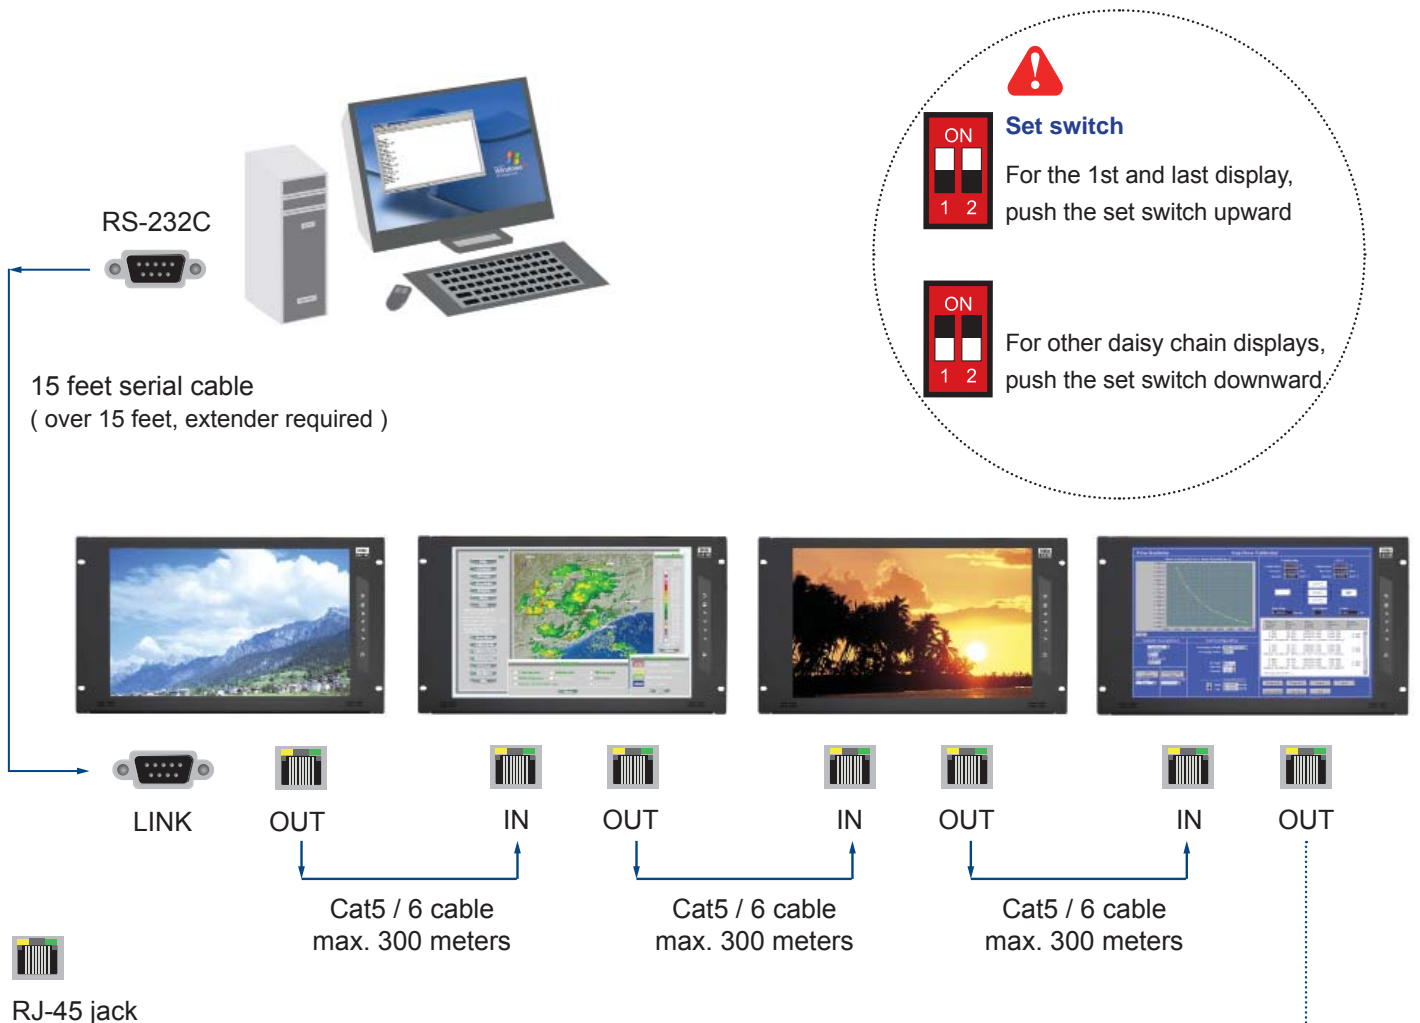 Set switch
ON
1 2
For the 1st and last display,
push the set switch upward
ON
1 2
For other daisy chain displays,
push the set switch downward.
RS-232C
Windows
15 feet serial cable
( over 15 feet, extender required )
LINK
OUT
IN
OUT
IN
OUT
IN
OUT
Cat5 / 6 cable
max. 300 meters
Cat5 / 6 cable
max. 300 meters
Cat5 / 6 cable
max. 300 meters
RJ-45 jack